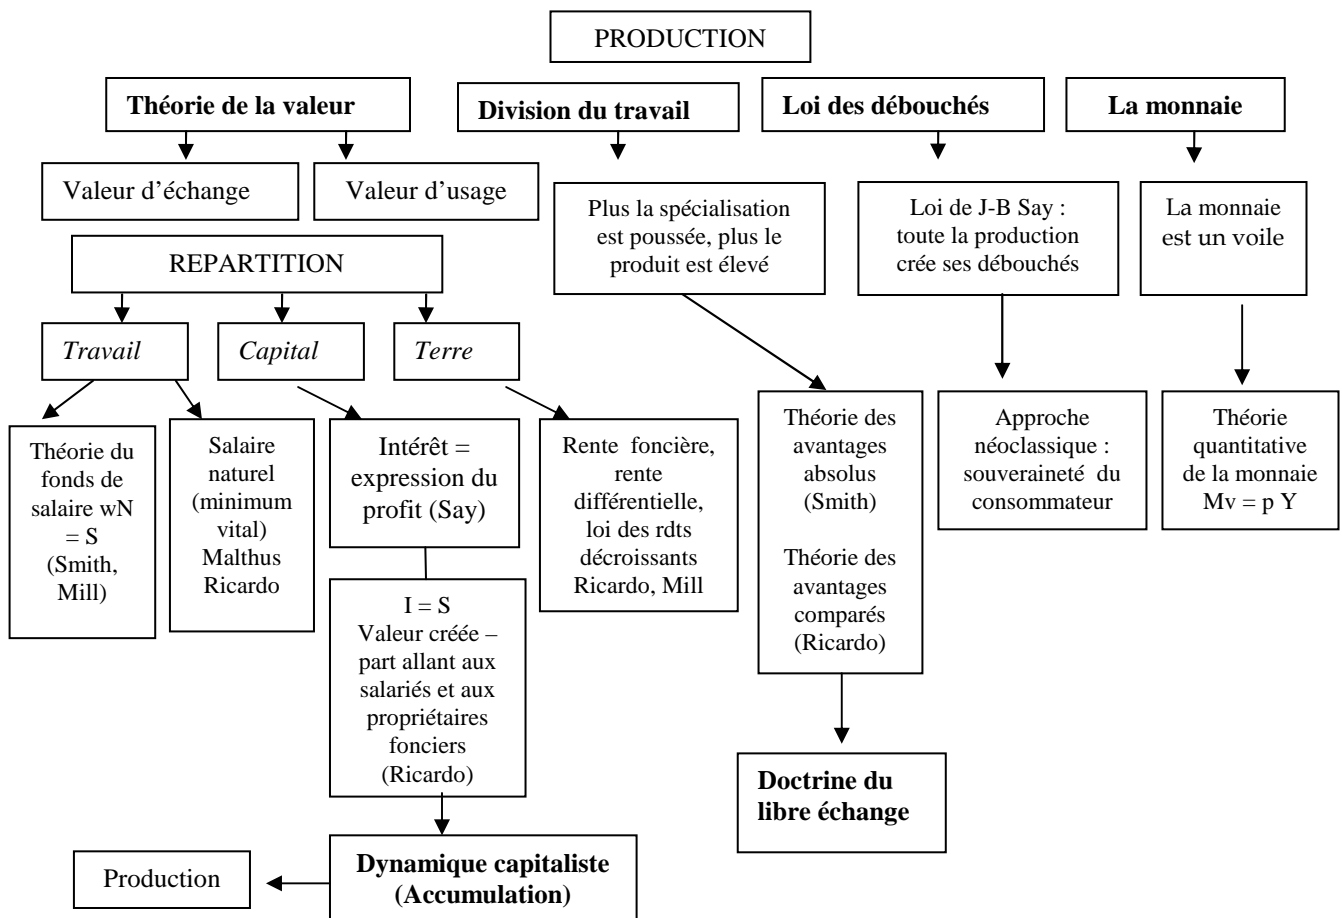 PRODUCTION
Théorie de la valeur
Division du travail
Loi des débouchés
La monnaie
Valeur d’échange
Valeur d’usage
Plus la spécialisation
est poussée, plus le
produit est élevé
Loi de J-B Say :
toute la production
crée ses débouchés
La monnaie
est un voile
REPARTITION
Travail
Capital
Terre
Théorie du
fonds de
salaire wN
= S
(Smith,
Mill)
Salaire
naturel
(minimum
vital)
Malthus
Ricardo
Intérêt =
expression du
profit (Say)
Rente foncière,
rente
différentielle,
loi des rdts
décroissants
Ricardo, Mill
Théorie des
avantages
absolus
(Smith)
Théorie des
avantages
comparés
(Ricardo)
Approche
néoclassique :
souveraineté du
consommateur
Théorie
quantitative
de la monnaie
Mv = p Y
I = S
Valeur créée –
part allant aux
salariés et aux
propriétaires
fonciers
(Ricardo)
Doctrine du
libre échange
Production
Dynamique capitaliste
(Accumulation)